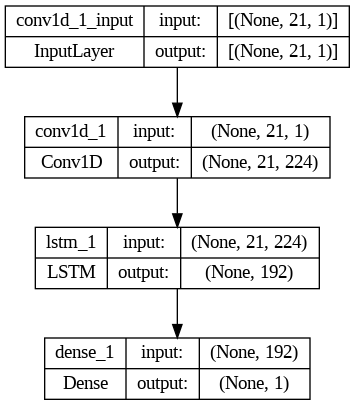 conv1d_1_input input: [(None, 21, 1)]
InputLayer output: [(None, 21, 1)]
conv1d_1 input: (None, 21, 1)
Conv1D output: (None, 21, 224)
lstm_1 input: (None, 21, 224)
LSTM output: (None, 192)
dense_1 input: (None, 192)
Dense output: (None, 1)